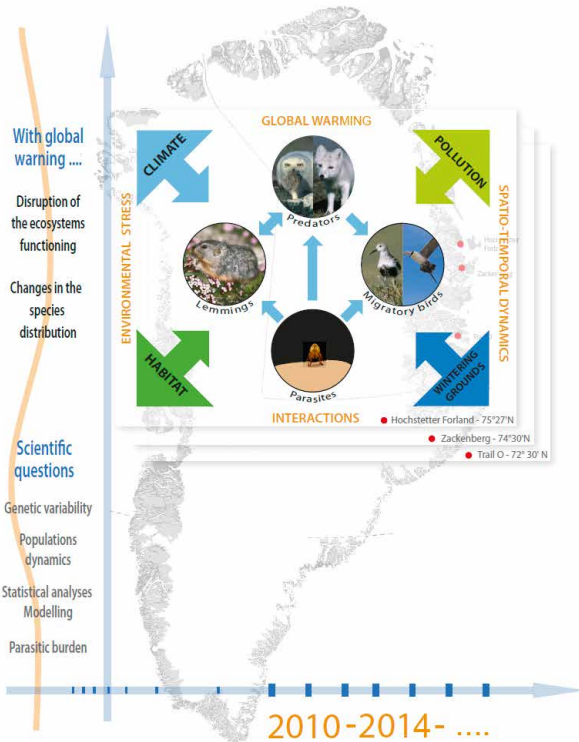 With global
warning ....
Disruption of
the ecosystems
functioning
Changes in the
species
distribution
Scientific
questions
Genetic variability
Populations
dynamics
Statistical analyses
Modelling
Parasitic burden
GLOBAL WARMING
CLIMATE
POLLUTION
ENVIRONMENTAL STRESS
SPATIO-TEMPORAL DYNAMICS
Predators
Lemmings
Migratory birds
Parasites
HABITAT
WINTERING
GROUNDS
INTERACTIONS
Hochstetter Forland - 75°27'N
Zackenberg - 74°30'N
Trail O - 72° 30' N
2010-2014- ....